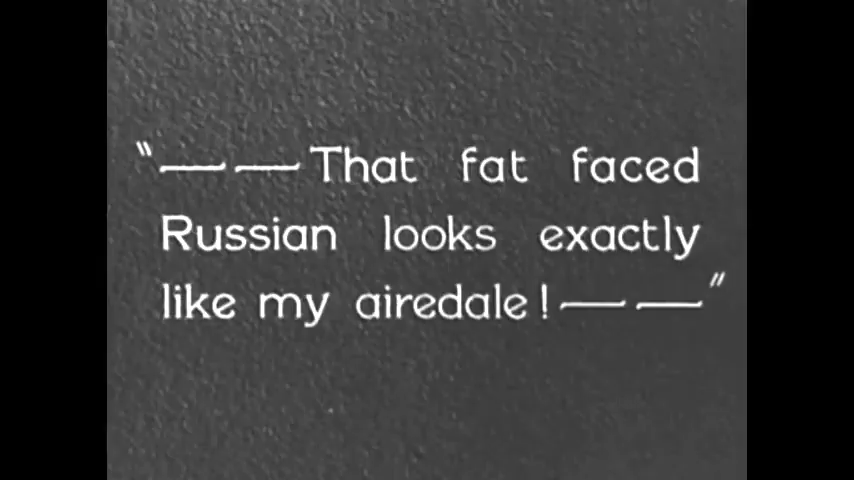 "— — That fat faced
Russian looks exactly
like my airedale! — —"